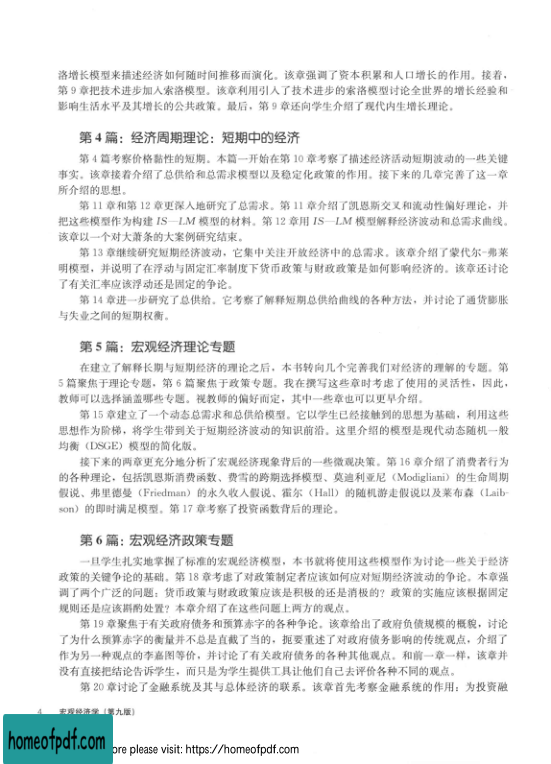 洛增长模型来描述经济如何随时间推移而演化。该章强调了资本积累和人口增长的作用。接着，
第 9 章把技术进步加入索洛模型。该章利用引入了技术进步的索洛模型讨论全世界的增长经验和
影响生活水平及其增长的公共政策。最后，第 9 章还向学生介绍了现代内生增长理论。
第 4 篇：经济周期理论：短期中的经济
第 4 篇考察价格黏性的短期。本篇一开始在第 10 章考察了描述经济活动短期波动的一些关键
事实。该章接着介绍了总供给和总需求模型以及稳定化政策的作用。接下来的几章完善了这一章
所介绍的思想。
第 11 章和第 12 章更深入地研究了总需求。第 11 章介绍了凯恩斯交叉和流动性偏好理论，并
把这些模型作为构建 IS—LM 模型的材料。第 12 章用 IS—LM 模型解释经济波动和总需求曲线。
该章以一个对大萧条的大案例研究结束。
第 13 章继续研究短期经济波动，它集中关注开放经济中的总需求。该章介绍了蒙代尔-弗莱
明模型，并说明了在浮动与固定汇率制度下货币政策与财政政策是如何影响经济的。该章还讨论
了有关汇率应该浮动还是固定的争论。
第 14 章进一步研究了总供给。它考察了解释短期总供给曲线的各种方法，并讨论了通货膨胀
与失业之间的短期权衡。
第 5 篇：宏观经济理论专题
在建立了解释长期与短期经济的理论之后，本书转向几个完善我们对经济的理解的专题。第
5 篇聚焦于理论专题，第 6 篇聚焦于政策专题。我在撰写这些章时考虑了使用的灵活性，因此，
教师可以选择涵盖哪些专题。视教师的偏好而定，其中一些章也可以更早介绍。
第 15 章建立了一个动态总需求和总供给模型。它以学生已经接触到的思想为基础，利用这些
思想作为阶梯，将学生带到关于短期经济波动的知识前沿。这里介绍的模型是现代动态随机一般
均衡（DSGE）模型的简化版。
接下来的两章更充分地分析了宏观经济现象背后的一些微观决策。第 16 章介绍了消费者行为
的各种理论，包括凯恩斯消费函数、费雪的跨期选择模型、莫迪利亚尼（Modigliani）的生命周期
假说、弗里德曼（Friedman）的永久收入假说、霍尔（Hall）的随机游走假说以及莱布森（Laib-
son）的即时满足模型。第 17 章考察了投资函数背后的理论。
第 6 篇：宏观经济政策专题
一旦学生扎实地掌握了标准的宏观经济模型，本书就将使用这些模型作为讨论一些关于经济
政策的关键争论的基础。第 18 章考虑了对政策制定者应该如何应对短期经济波动的争论。本章强
调了两个广泛的问题：货币政策与财政政策应该是积极的还是消极的？政策的实施应该根据固定
规则还是应该斟酌处置？本章介绍了在这些问题上两方的观点。
第 19 章聚焦于有关政府债务和预算赤字的各种争论。该章给出了政府负债规模的概貌，讨论
了为什么预算赤字的衡量并不总是直截了当的，扼要重述了对政府债务影响的传统观点，介绍了
作为另一种观点的李嘉图等价，并讨论了有关政府债务的各种其他观点。和前一章一样，该章并
没有直接把结论告诉学生，而只是为学生提供工具让他们自己去评价各种不同的观点。
第 20 章讨论了金融系统及其与总体经济的联系。该章首先考察金融系统的作用：为投资融
4 宏观经济学（第九版）
homeofpdf.com
ore please visit: https://homeofpdf.com